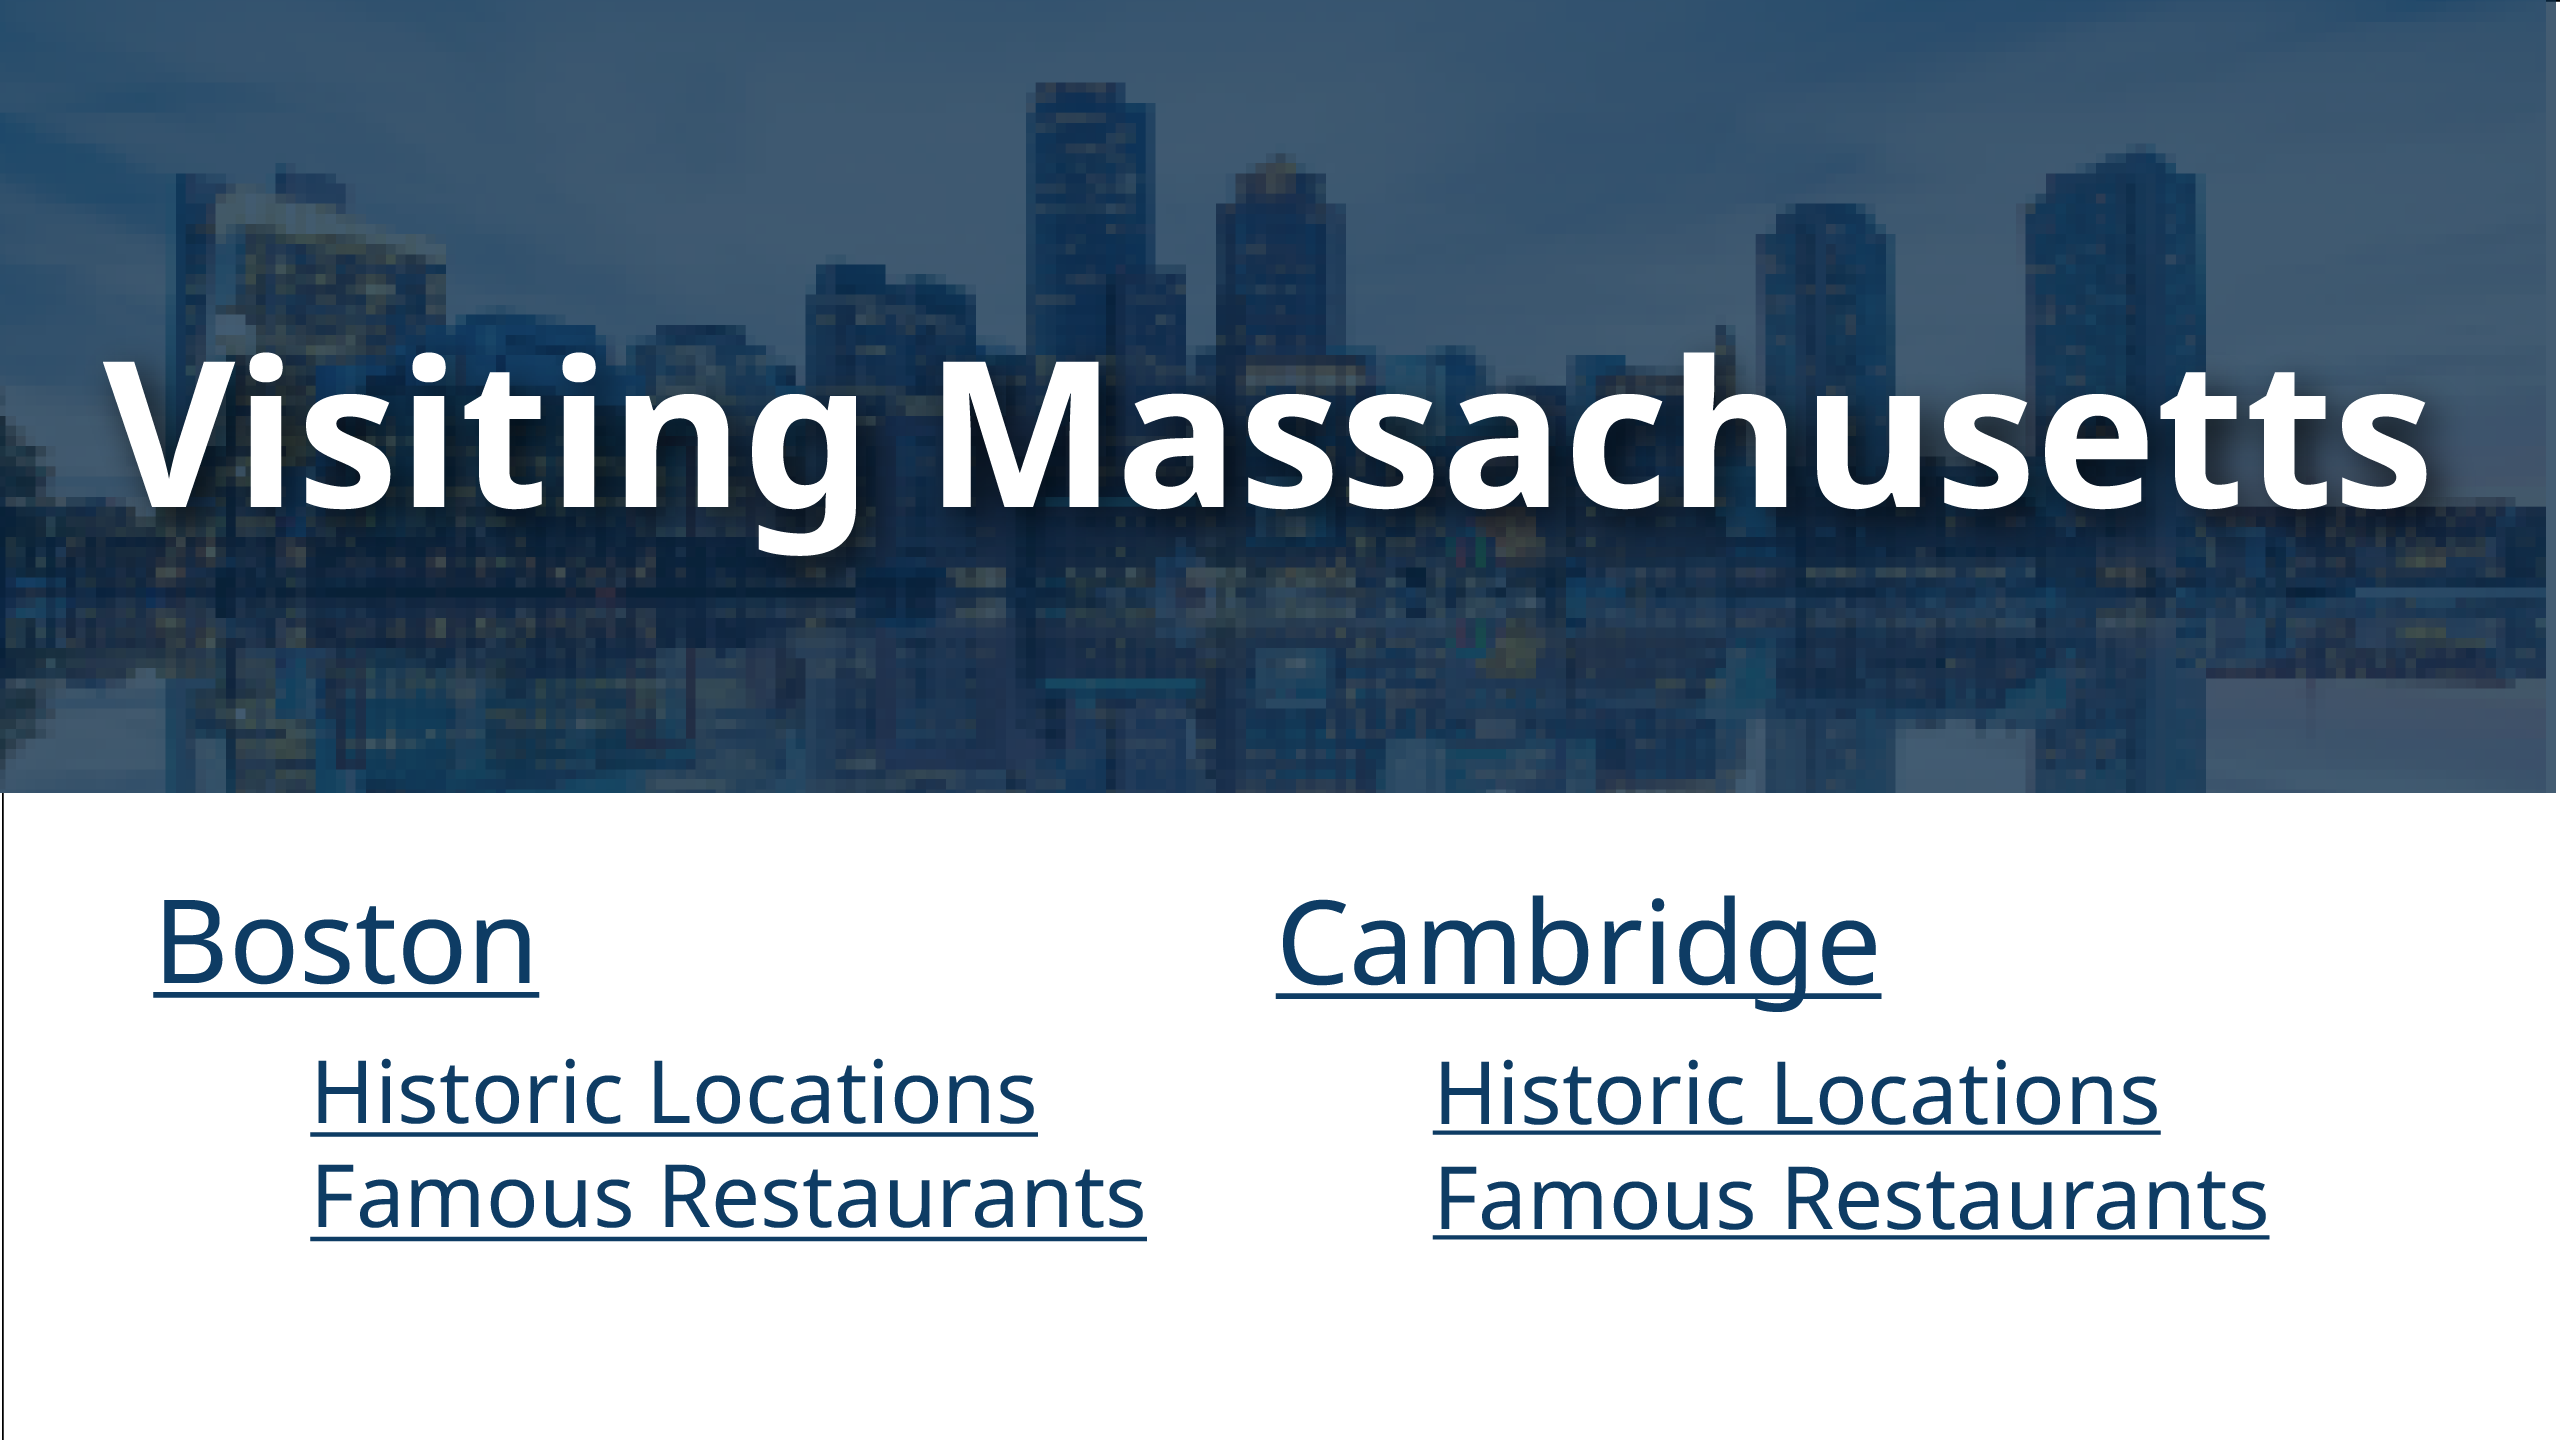 Visiting Massachusetts
Boston
Historic Locations
Famous Restaurants
Cambridge
Historic Locations
Famous Restaurants